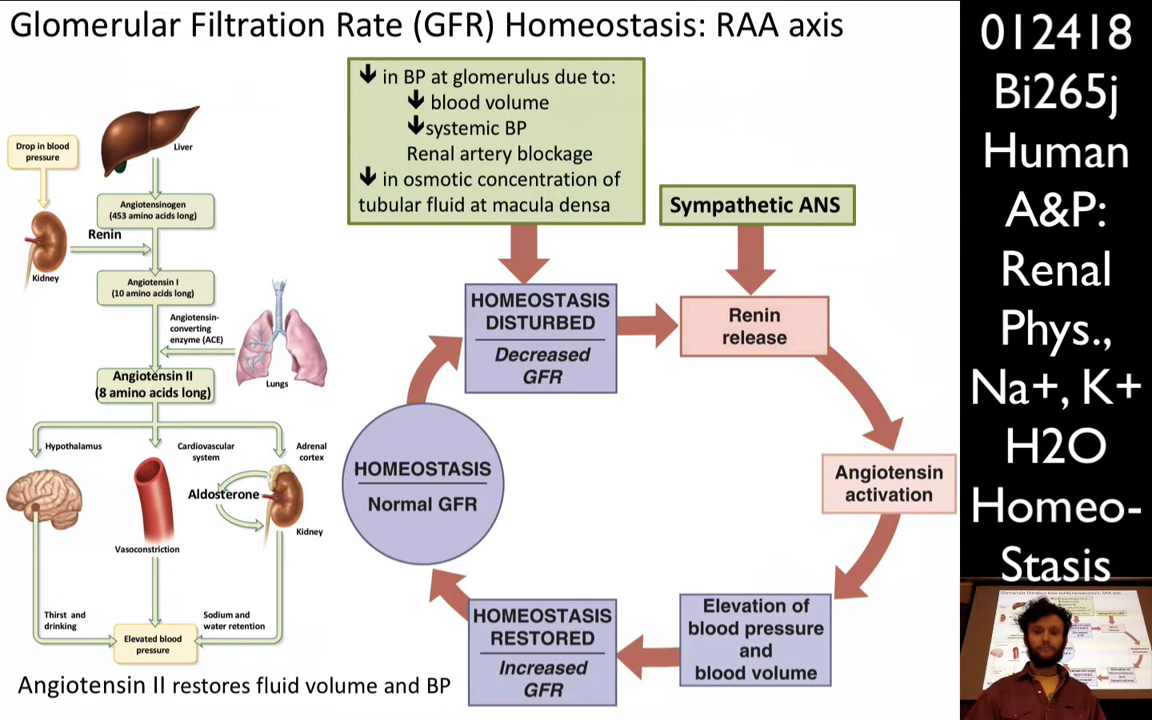 Glomerular Filtration Rate (GFR) Homeostasis: RAA axis
🡻 in BP at glomerulus due to:
🡻 blood volume
🡻systemic BP
Renal artery blockage
🡻 in osmotic concentration of
tubular fluid at macula densa
Sympathetic ANS
Drop in blood
pressure
Liver
Angiotensinogen
(453 amino acids long)
Renin
Kidney
Angiotensin I
(10 amino acids long)
Angiotensin-
converting
enzyme (ACE)
Lungs
Angiotensin II
(8 amino acids long)
Hypothalamus
Cardiovascular
system
Adrenal
cortex
Aldosterone
Kidney
Vasoconstriction
Thirst and
drinking
Sodium and
water retention
Elevated blood
pressure
Angiotensin II restores fluid volume and BP
HOMEOSTASIS
DISTURBED
Decreased
GFR
Renin
release
Angiotensin
activation
Elevation of
blood pressure
and
blood volume
HOMEOSTASIS
RESTORED
Increased
GFR
HOMEOSTASIS
Normal GFR
012418
Bi265j
Human
A&P:
Renal
Phys.,
Na+, K+
H2O
Homeo-
Stasis